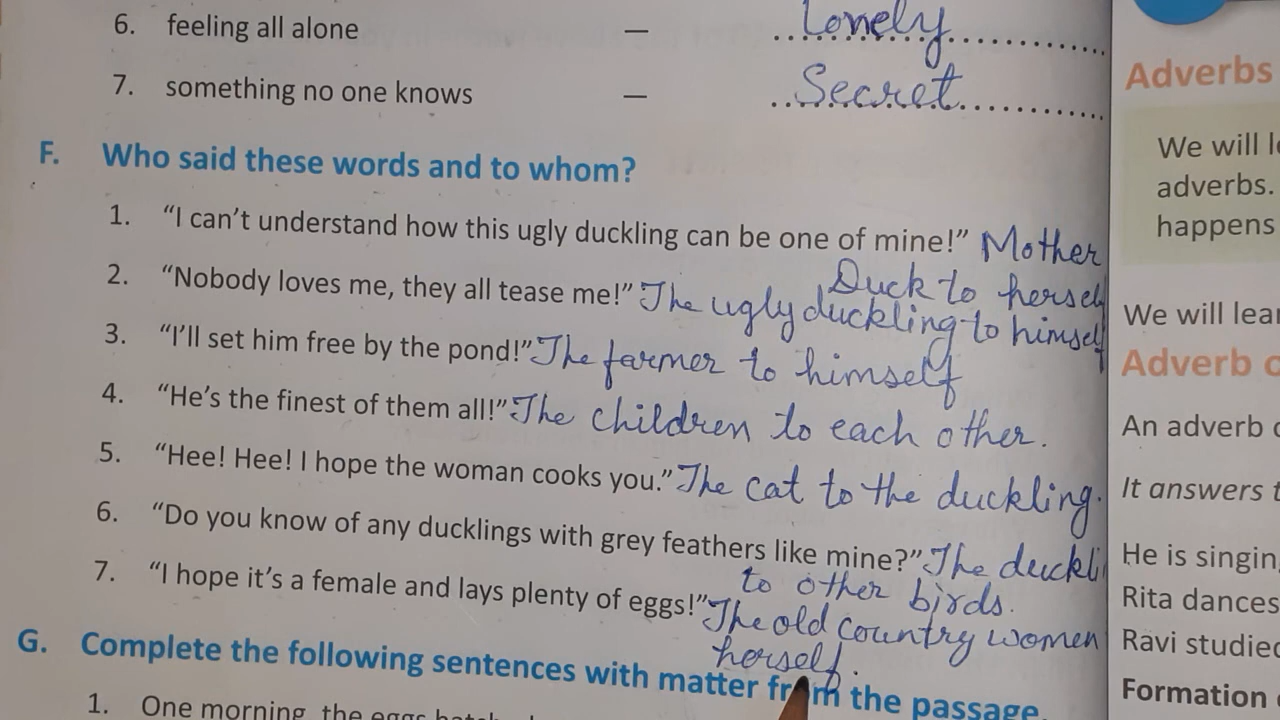 6. feeling all alone – Lonely
7. something no one knows – Secret
F. Who said these words and to whom?
1. “I can’t understand how this ugly duckling can be one of mine!” Mother
Duck to herself
2. “Nobody loves me, they all tease me!” The ugly duckling to himself
3. “I’ll set him free by the pond!” The farmer to himself
4. “He’s the finest of them all!” The children to each other.
5. “Hee! Hee! I hope the woman cooks you.” The cat to the duckling.
6. “Do you know of any ducklings with grey feathers like mine?” The duckli
to other birds.
7. “I hope it’s a female and lays plenty of eggs!” The old country women
herself.
G. Complete the following sentences with matter from the passage.
1. One morning, the eggs
Adverbs
We will
adverbs.
happens
We will
Adverb
An adverb
It answers
He is
Rita dances
Ravi
Formation